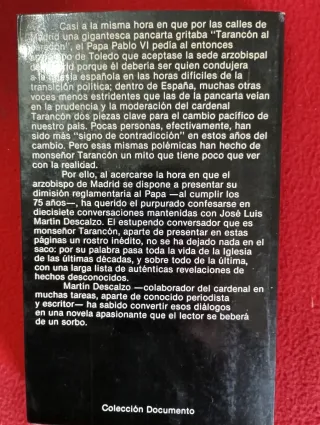 Casi a la misma hora en que por las calles de
Madrid una gigantesca pancarta gritaba "Tarancón al
paredón", el Papa Pablo VI pedía al entonces
arzobispo de Toledo que aceptase la sede arzobispal
de Madrid porque él debería ser quien condujera
a la Iglesia española en las horas difíciles de la
transición política; dentro de España, muchas otras
voces menos estridentes que las de la pancarta veían
en la prudencia y la moderación del cardenal
Tarancón dos piezas clave para el cambio pacífico de
nuestro país. Pocas personas, efectivamente, han
sido más "signo de contradicción" en estos años del
cambio. Pero esas mismas polémicas han hecho de
monseñor Tarancón un mito que tiene poco que ver
con la realidad.
Por ello, al acercarse la hora en que el
arzobispo de Madrid se dispone a presentar su
dimisión reglamentaria al Papa —al cumplir los
75 años—, ha querido el purpurado confesarse en
diecisiete conversaciones mantenidas con José Luis
Martín Descalzo. El estupendo conversador que es
monseñor Tarancón, aparte de presentar en estas
páginas un rostro inédito, no se ha dejado nada en el
saco: por su palabra pasa toda la vida de la Iglesia
de las últimas décadas, y sobre todo de la última,
con una larga lista de auténticas revelaciones de
hechos desconocidos.
Martín Descalzo —colaborador del cardenal en
muchas tareas, aparte de conocido periodista
y escritor— ha sabido convertir esos diálogos
en una novela apasionante que el lector se beberá
de un sorbo.
Colección Documento